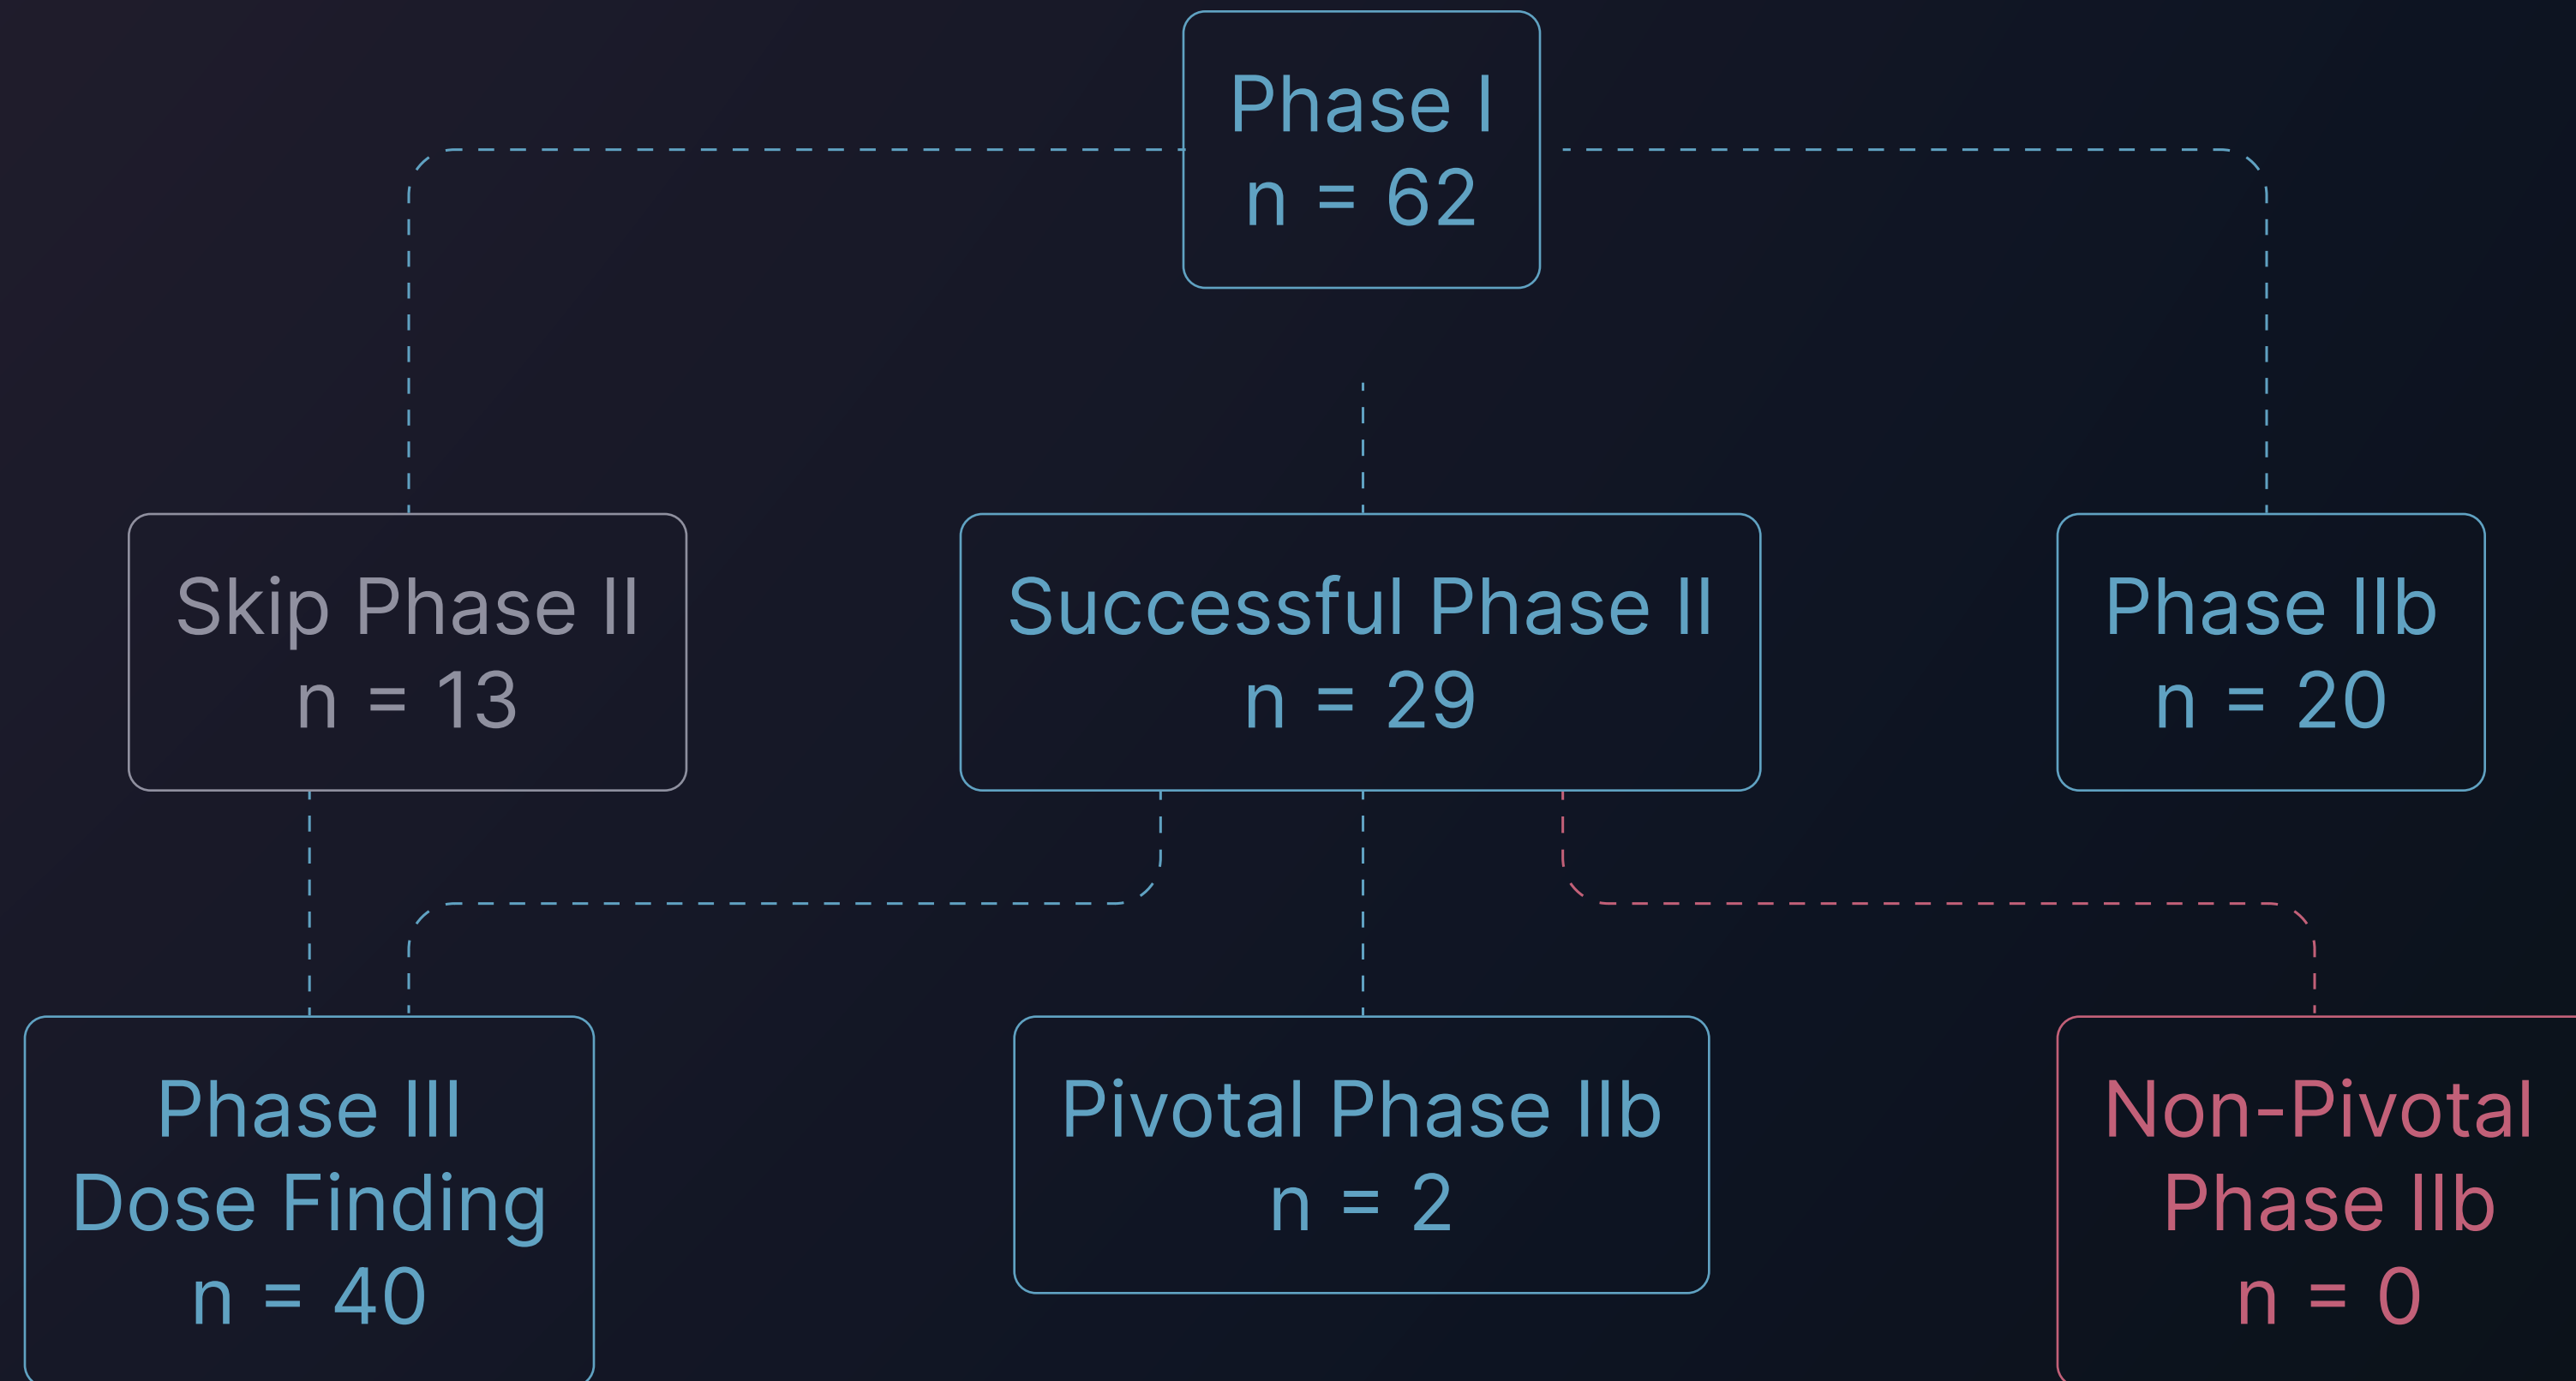 Phase I
n = 62
Skip Phase II
n = 13
Successful Phase II
n = 29
Phase IIb
n = 20
Phase III
Dose Finding
n = 40
Pivotal Phase IIb
n = 2
Non-Pivotal
Phase IIb
n = 0